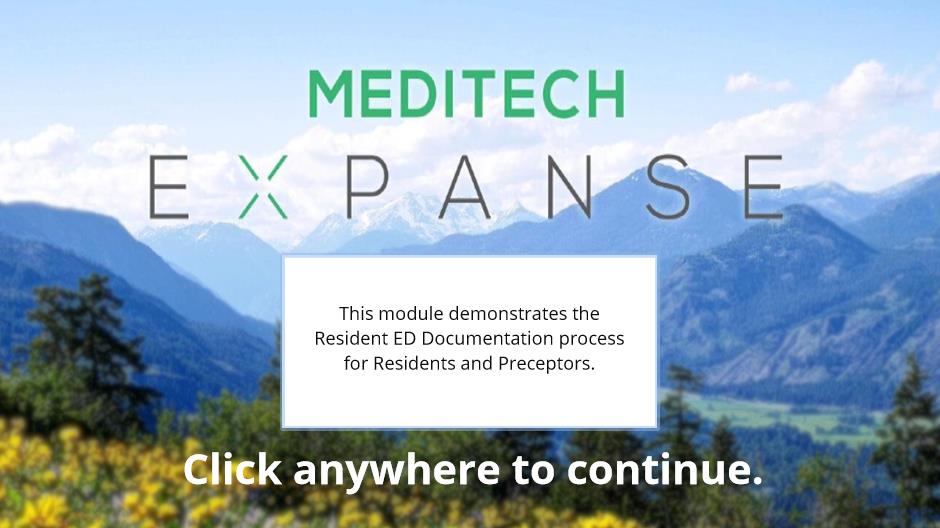 MEDITECH
EXPANSE
This module demonstrates the
Resident ED Documentation process
for Residents and Preceptors.
Click anywhere to continue.